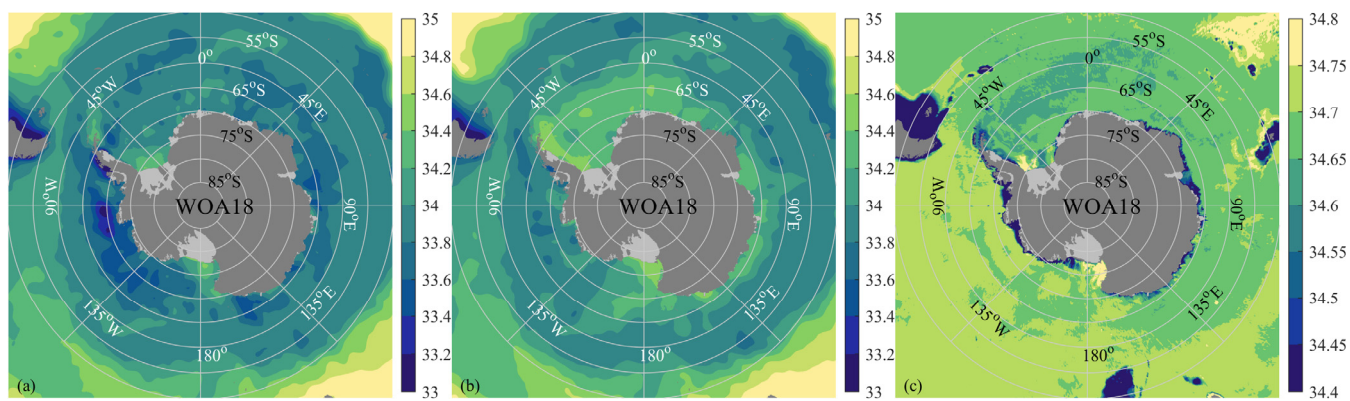 55°S
0°
45°W
65°S
45°E
75°S
90°W
85°S
WOA18
90°E
135°W
135°E
180°
(a)
35
34.8
34.6
34.4
34.2
34
33.8
33.6
33.4
33.2
33
55°S
0°
45°W
65°S
45°E
75°S
90°W
85°S
WOA18
90°E
135°W
135°E
180°
(b)
35
34.8
34.6
34.4
34.2
34
33.8
33.6
33.4
33.2
33
55°S
0°
45°W
65°S
45°E
75°S
90°W
85°S
WOA18
90°E
135°W
135°E
180°
(c)
34.8
34.75
34.7
34.65
34.6
34.55
34.5
34.45
34.4